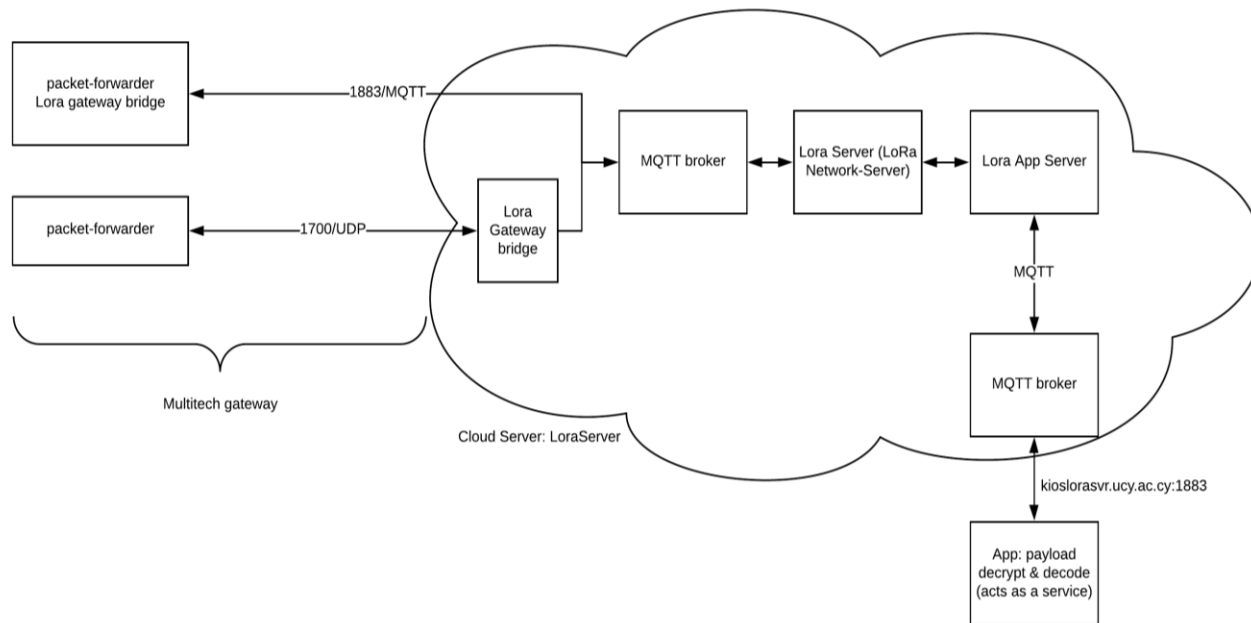 packet-forwarder
Lora gateway bridge
1883/MQTT
MQTT broker
Lora Server (LoRa
Network-Server)
Lora App Server
packet-forwarder
1700/UDP
Lora
Gateway
bridge
MQTT
MQTT broker
Multitech gateway
Cloud Server: LoraServer
kioslorasvr.ucy.ac.cy:1883
App: payload
decrypt & decode
(acts as a service)